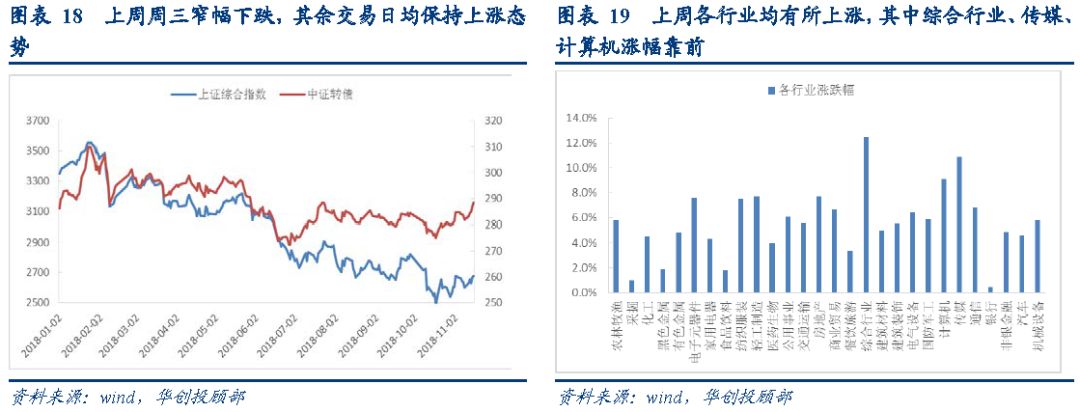 图表 18 上周周三窄幅下跌，其余交易日均保持上涨态
势
上证综合指数 中证转债
3700
3500
3300
3100
2900
2700
2500
320
310
300
290
280
270
260
250
2018-01-02
2018-02-02
2018-03-02
2018-04-02
2018-05-02
2018-06-02
2018-07-02
2018-08-02
2018-09-02
2018-10-02
2018-11-02
资料来源：wind，华创投顾部
图表 19 上周各行业均有所上涨，其中综合行业、传媒、
计算机涨幅靠前
各行业涨跌幅
14.0%
12.0%
10.0%
8.0%
6.0%
4.0%
2.0%
0.0%
农林牧渔
采掘
化工
黑色金属
有色金属
电子元器件
家用电器
食品饮料
纺织服装
轻工制造
医药生物
公用事业
交通运输
房地产
商业贸易
餐饮旅游
综合行业
建筑材料
建筑装饰
电气设备
国防军工
计算机
传媒
通信
银行
非银金融
汽车
机械设备
资料来源：wind，华创投顾部